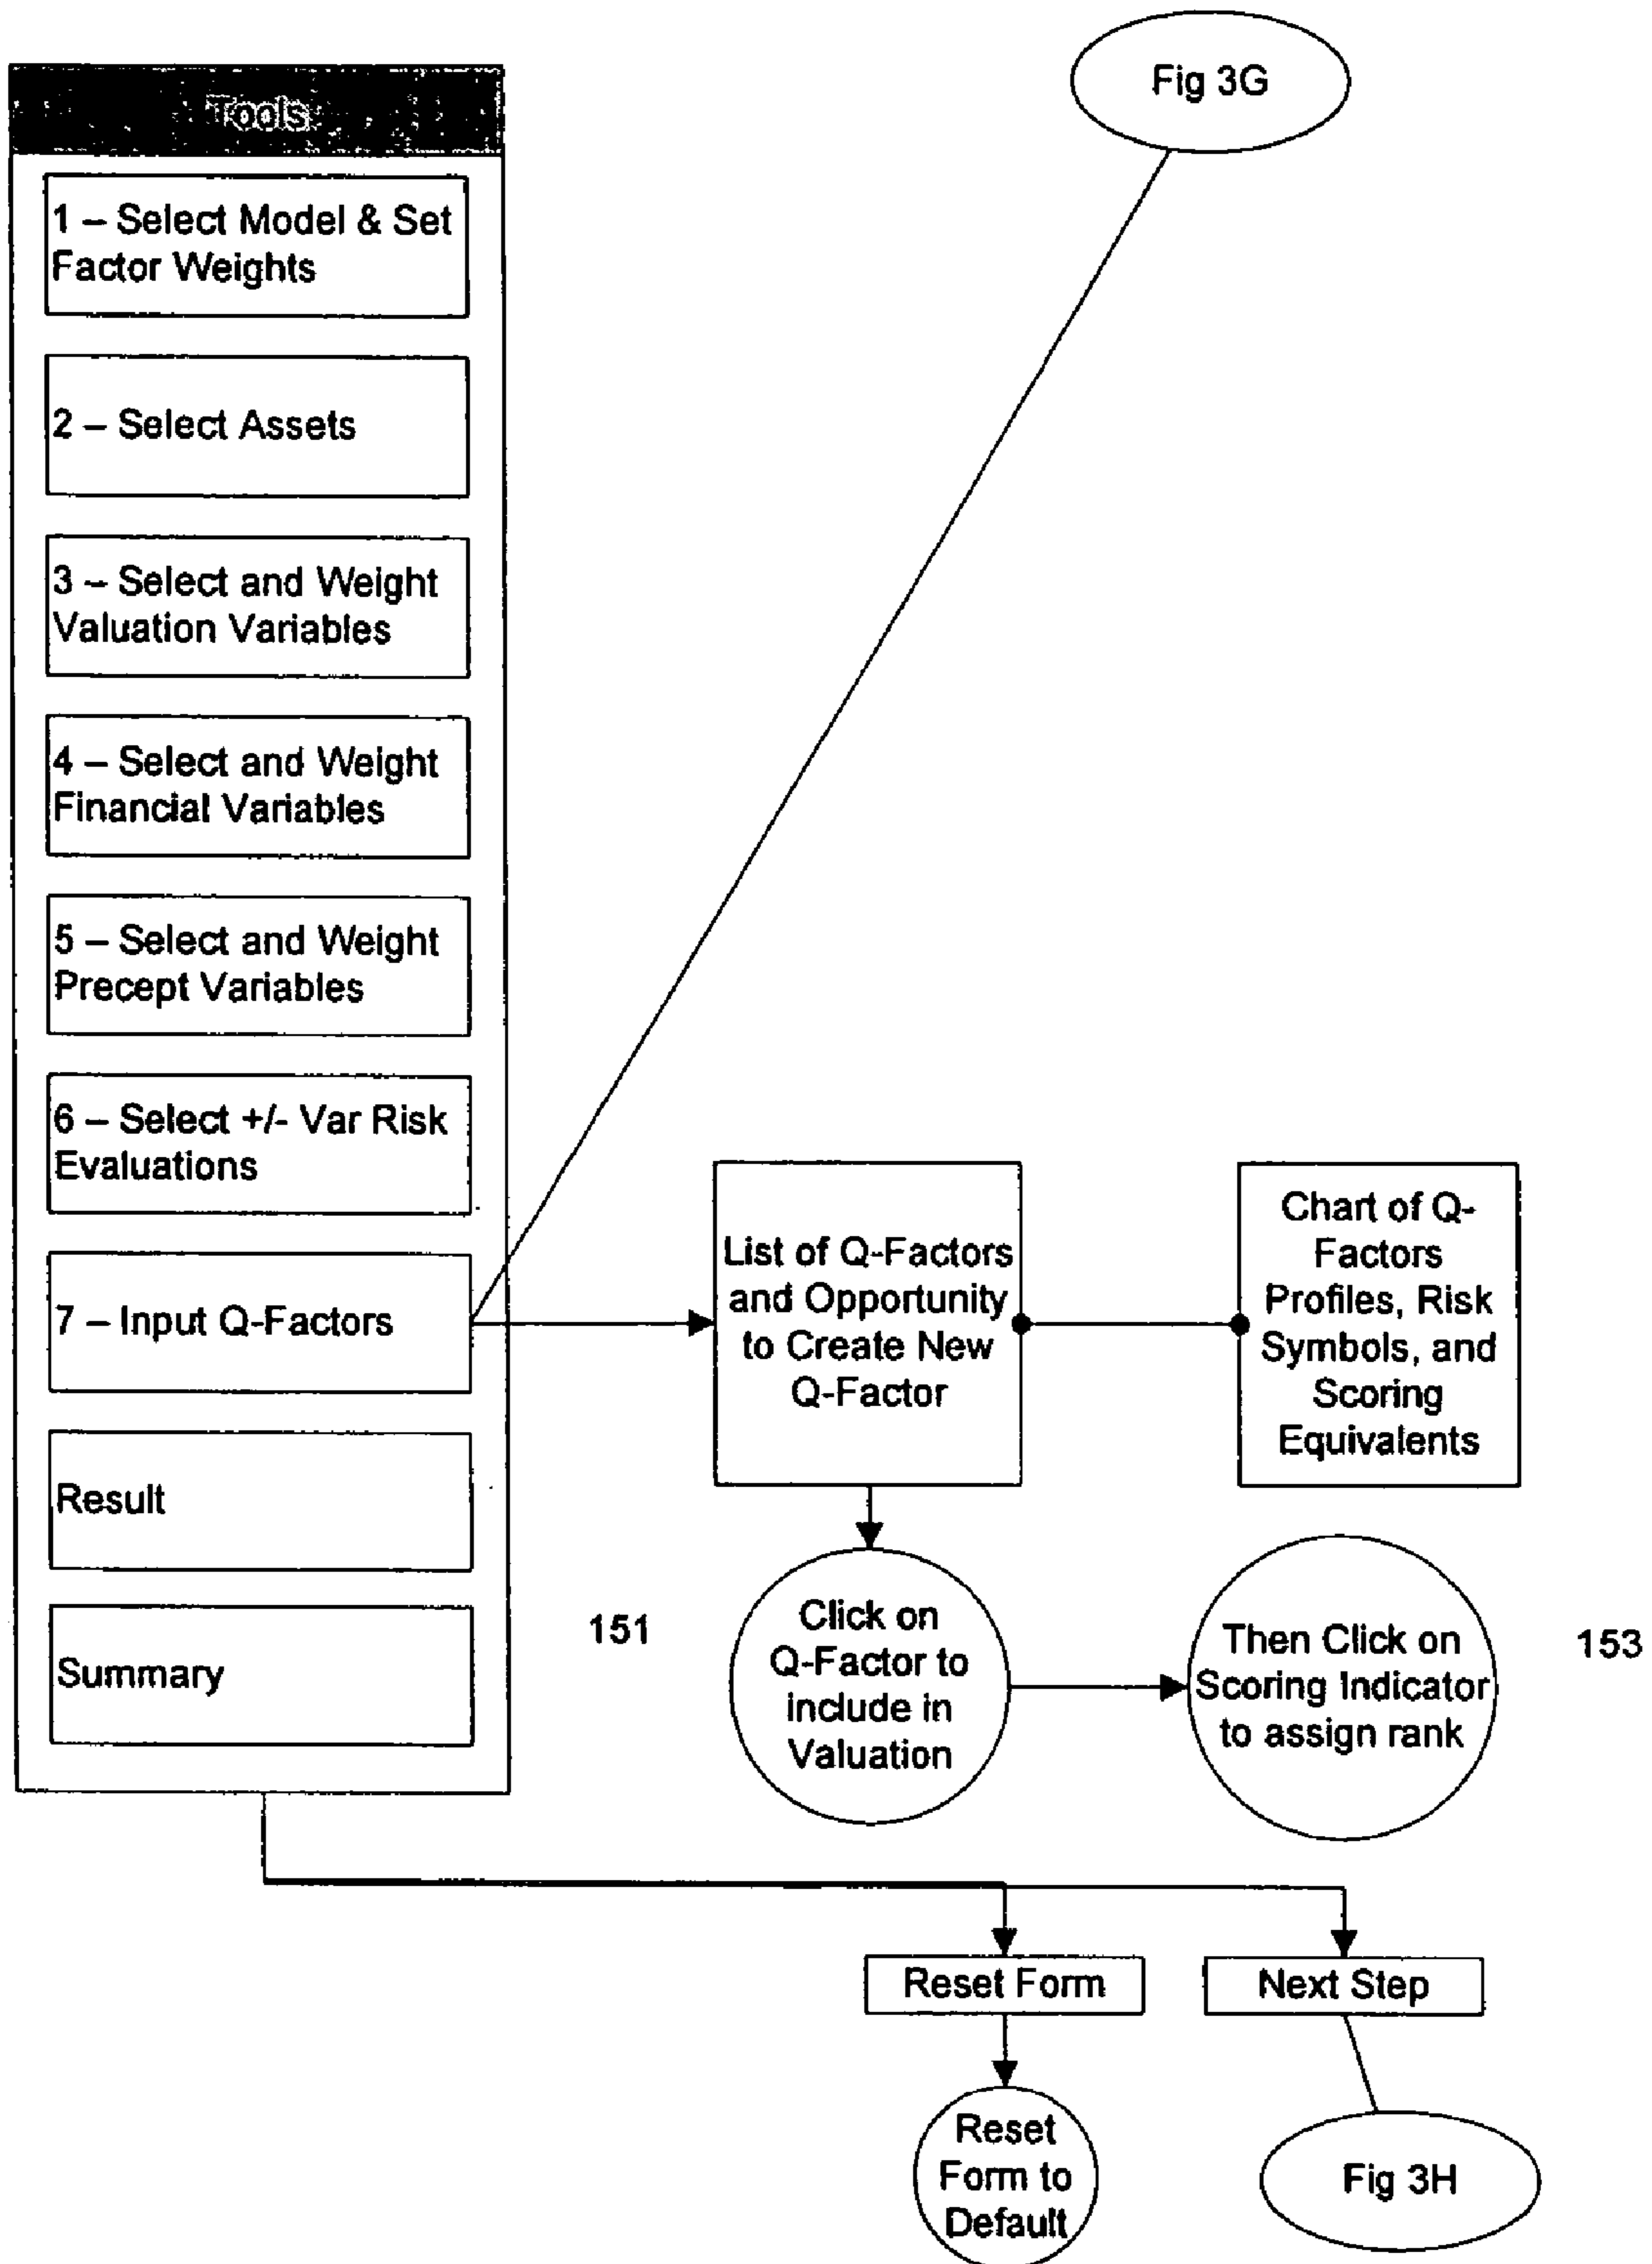 Fig 3G
Tools
1 – Select Model & Set
Factor Weights
2 – Select Assets
3 – Select and Weight
Valuation Variables
4 – Select and Weight
Financial Variables
5 – Select and Weight
Precept Variables
6 – Select +/- Var Risk
Evaluations
7 – Input Q-Factors
Result
Summary
List of Q-Factors
and Opportunity
to Create New
Q-Factor
Chart of Q-
Factors
Profiles, Risk
Symbols, and
Scoring
Equivalents
151
Click on
Q-Factor to
include in
Valuation
Then Click on
Scoring Indicator
to assign rank
153
Reset Form
Next Step
Reset
Form to
Default
Fig 3H